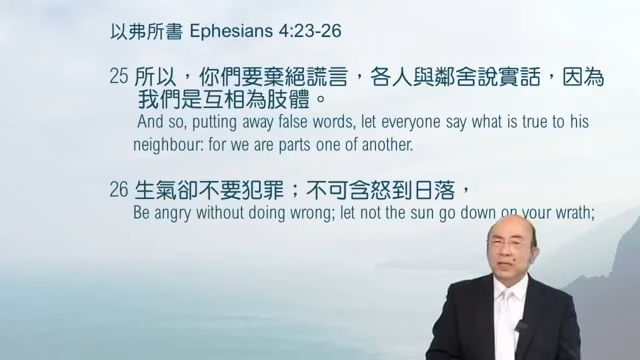 以弗所書 Ephesians 4:23-26
25 所以，你們要棄絕謊言，各人與鄰舍說實話，因為
我們是互相為肢體。
And so, putting away false words, let everyone say what is true to his
neighbour: for we are parts one of another.
26 生氣卻不要犯罪；不可含怒到日落，
Be angry without doing wrong; let not the sun go down on your wrath;